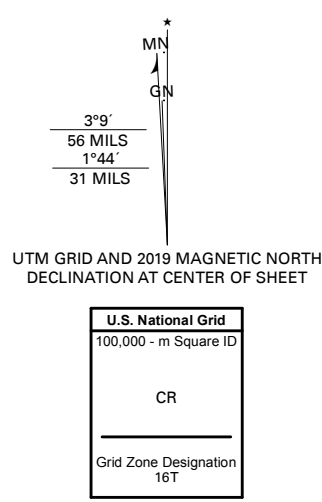 ★
MN
GN
3°9´
56 MILS
1°44´
31 MILS
UTM GRID AND 2019 MAGNETIC NORTH
DECLINATION AT CENTER OF SHEET
U.S. National Grid
100,000 - m Square ID
CR
Grid Zone Designation
16T